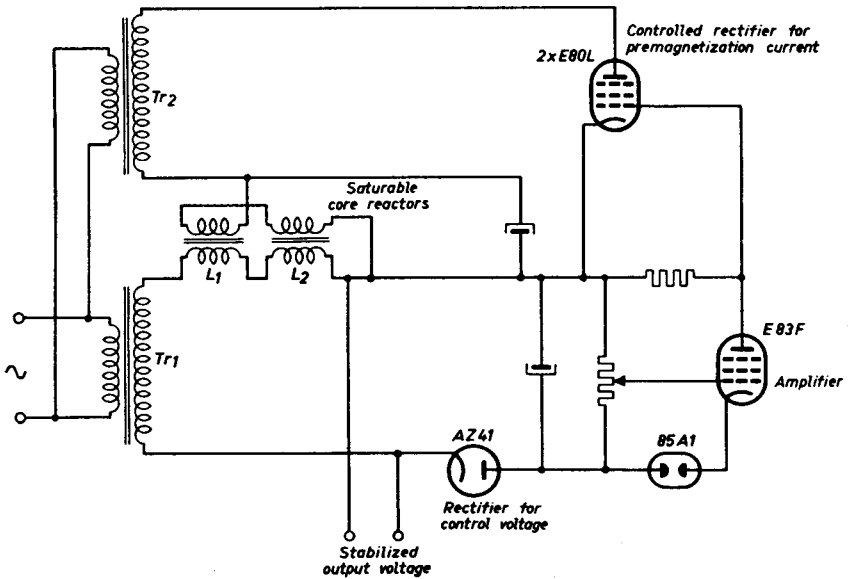 Controlled rectifier for
premagnetization current
2xE80L
Tr2
Saturable
core reactors
L1
L2
Tr1
E83F
Amplifier
AZ41
85A1
Rectifier for
control voltage
Stabilized
output voltage